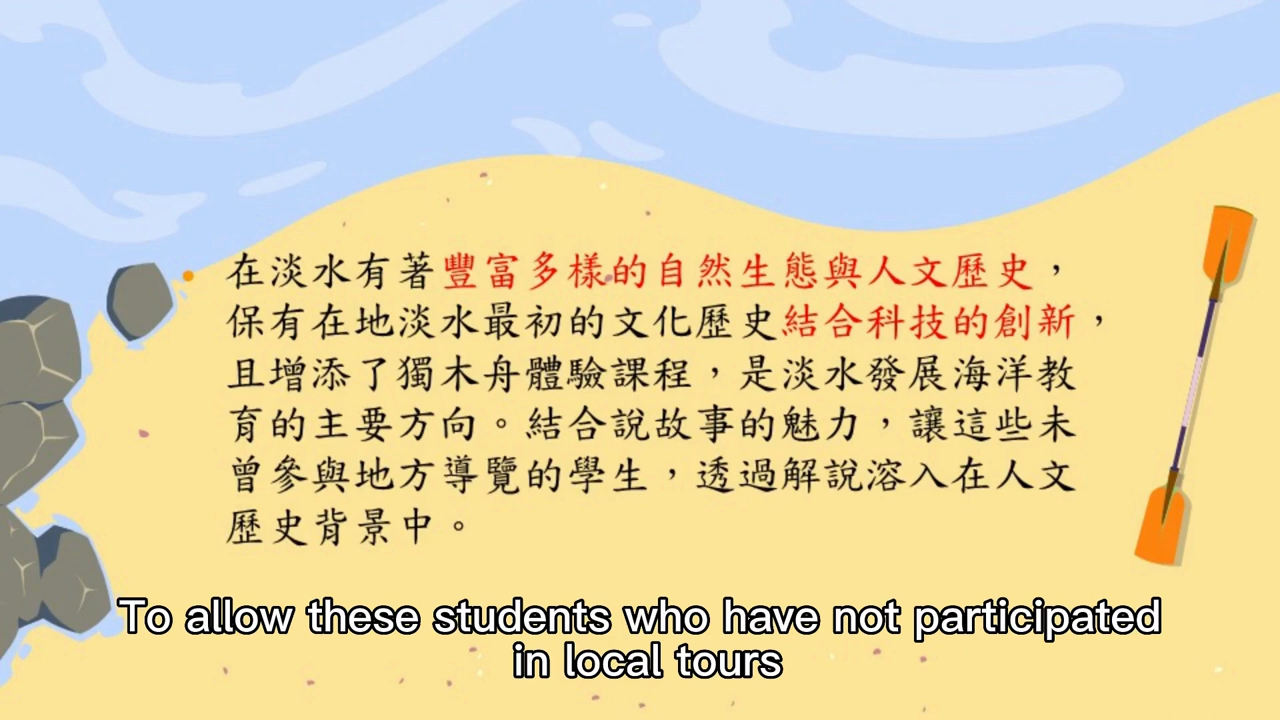 在淡水有著豐富多樣的自然生態與人文歷史，
保有在地淡水最初的文化歷史結合科技的創新，
且增添了獨木舟體驗課程，是淡水發展海洋教
育的主要方向。結合說故事的魅力，讓這些未
曾參與地方導覽的學生，透過解說溶入在人文
歷史背景中。
To allow these students who have not participated
in local tours